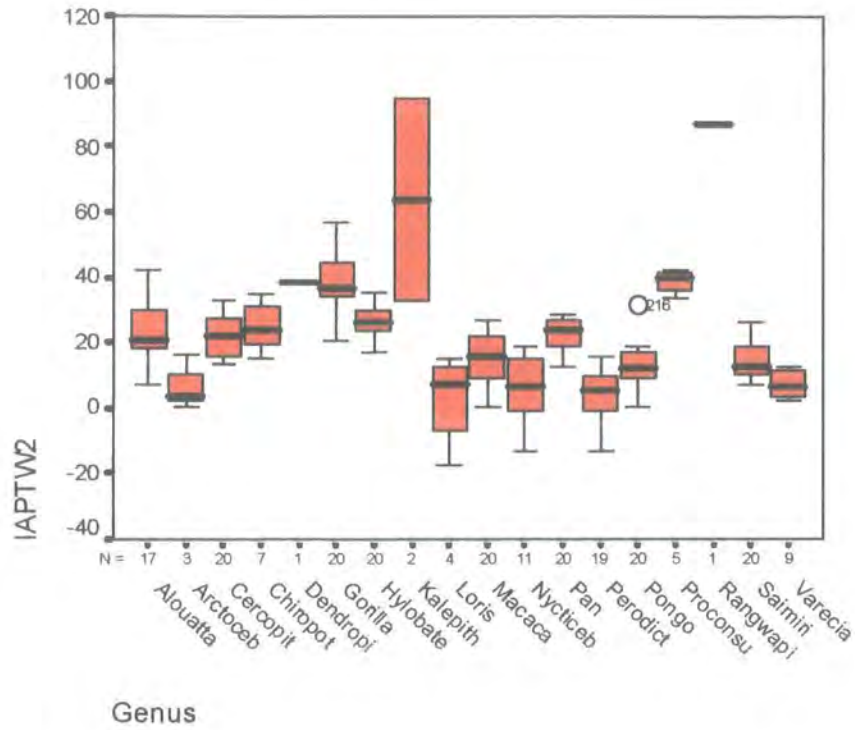 120
100
80
60
40
20
0
-20
-40
IAPTW2
216
N = 17 3 20 7 1 20 20 2 4 20 11 20 19 20 5 1 20 9
Alouatta
Arctoceb
Cercopit
Chiropot
Dendropi
Gorilla
Hylobate
Kalepith
Loris
Macaca
Nycticeb
Pan
Perodict
Pongo
Proconsu
Rangwapi
Saimiri
Varecia
Genus